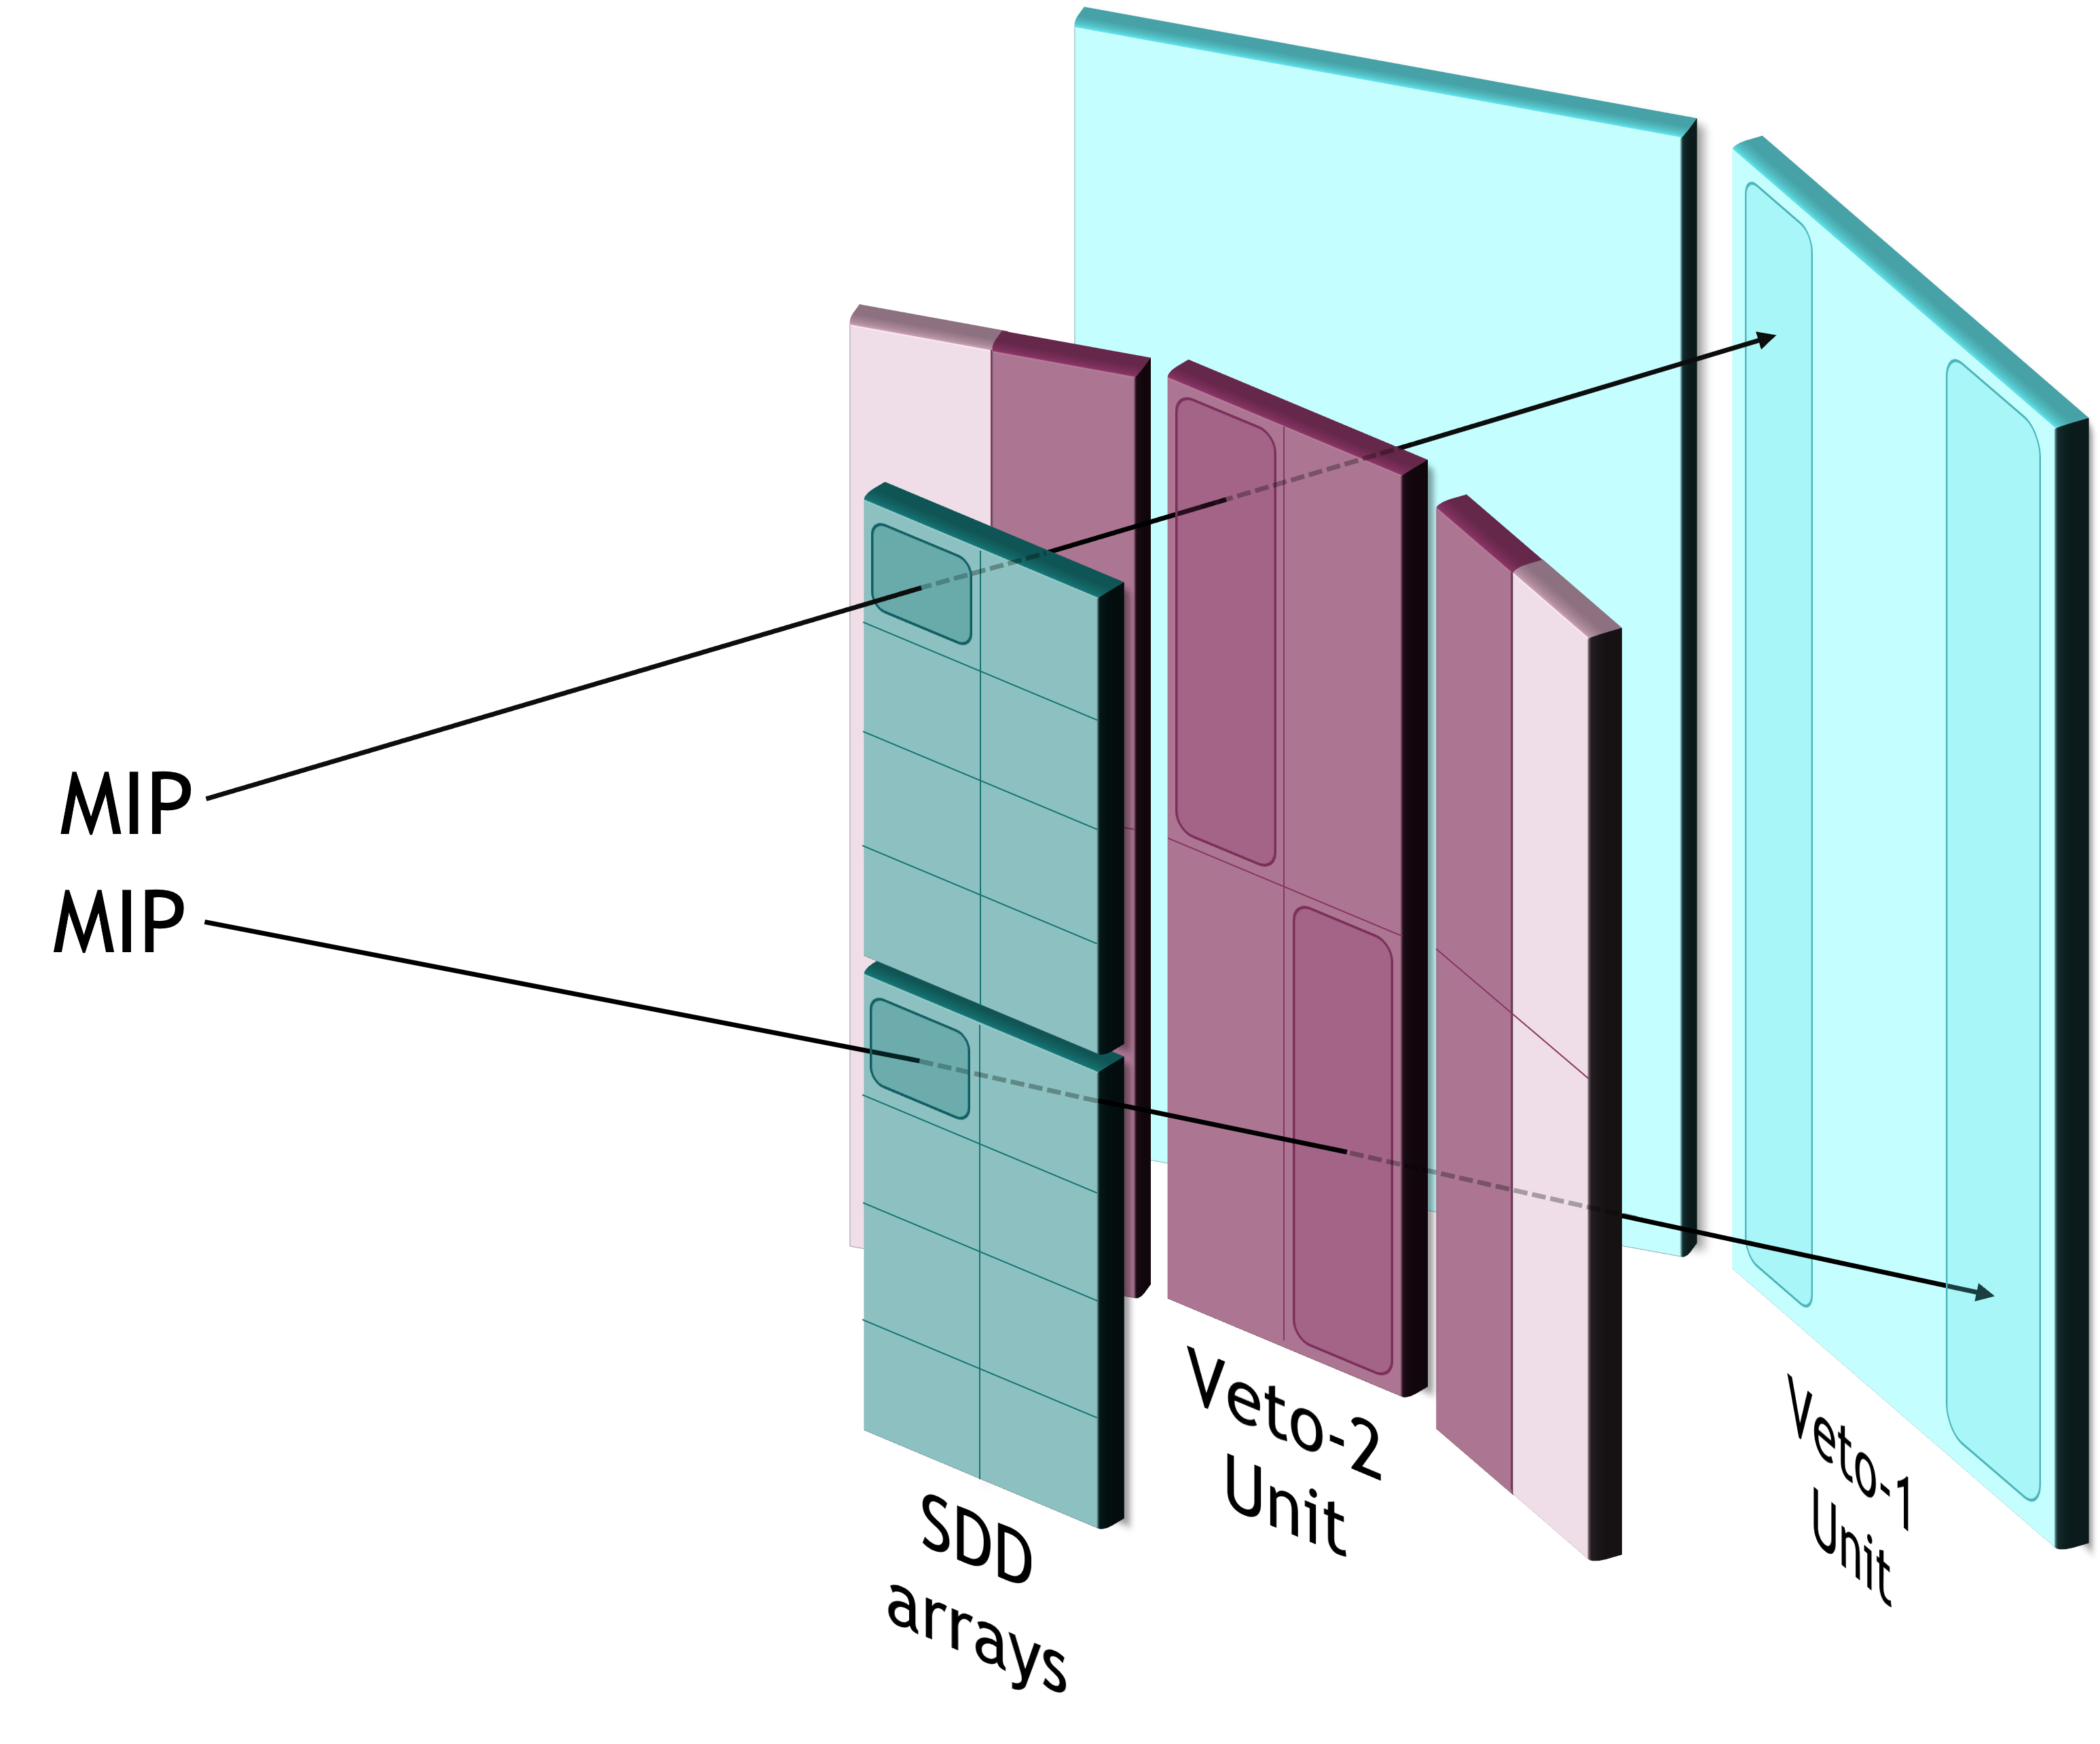 MIP
MIP
Veto-2
Unit
Veto-1
Unit
SDD
arrays